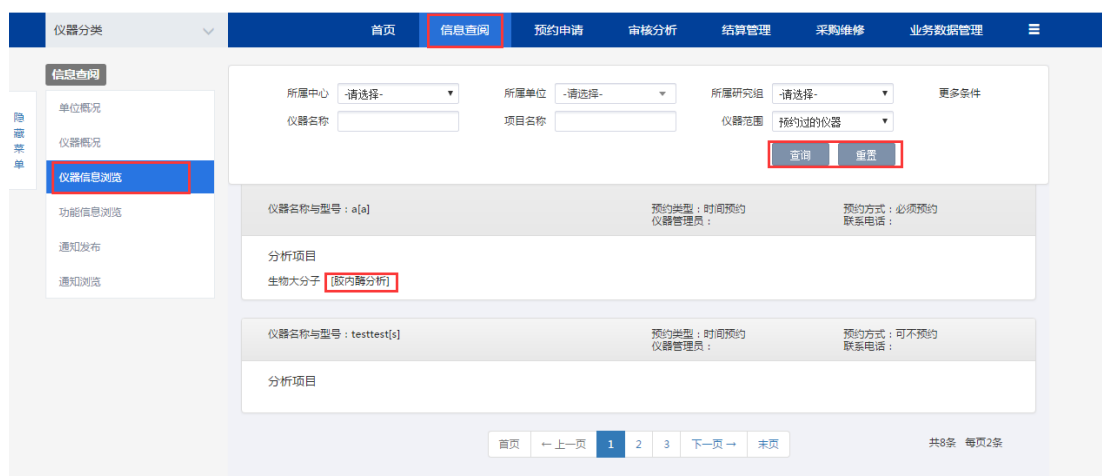 仪器分类 首页 信息查阅 预约申请 审核分析 结算管理 采购维修 业务数据管理
隐藏菜单
信息查阅
单位概况
仪器概况
仪器信息浏览
功能信息浏览
通知发布
通知浏览
所属中心 -请选择- 所属单位 -请选择- 所属研究组 -请选择- 更多条件
仪器名称 项目名称 仪器范围 预约过的仪器
查询 重置
仪器名称与型号：a[a] 预约类型：时间预约 预约方式：必须预约
仪器管理员： 联系电话：
分析项目
生物大分子 [胶内酶分析]
仪器名称与型号：testtest[s] 预约类型：时间预约 预约方式：可不预约
仪器管理员： 联系电话：
分析项目
首页 ←上一页 1 2 3 下一页→ 末页 共8条 每页2条